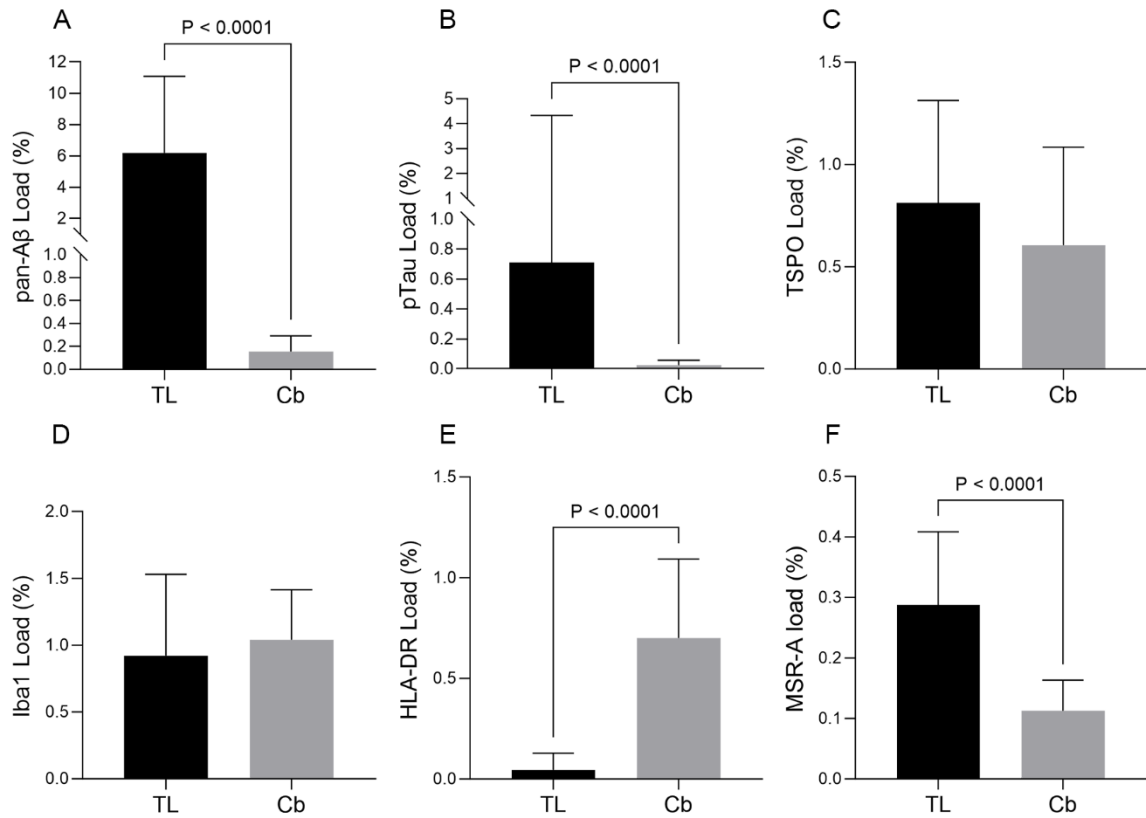 A
P < 0.0001
pan-Aβ Load (%)
12
10
8
6
4
2
1.0
0.8
0.6
0.4
0.2
0.0
TL
Cb
B
P < 0.0001
pTau Load (%)
5
4
3
2
1
1.0
0.8
0.6
0.4
0.2
0.0
TL
Cb
C
TSPO Load (%)
1.5
1.0
0.5
0.0
TL
Cb
D
Iba1 Load (%)
2.0
1.5
1.0
0.5
0.0
TL
Cb
E
P < 0.0001
HLA-DR Load (%)
1.5
1.0
0.5
0.0
TL
Cb
F
P < 0.0001
MSR-A load (%)
0.5
0.4
0.3
0.2
0.1
0.0
TL
Cb